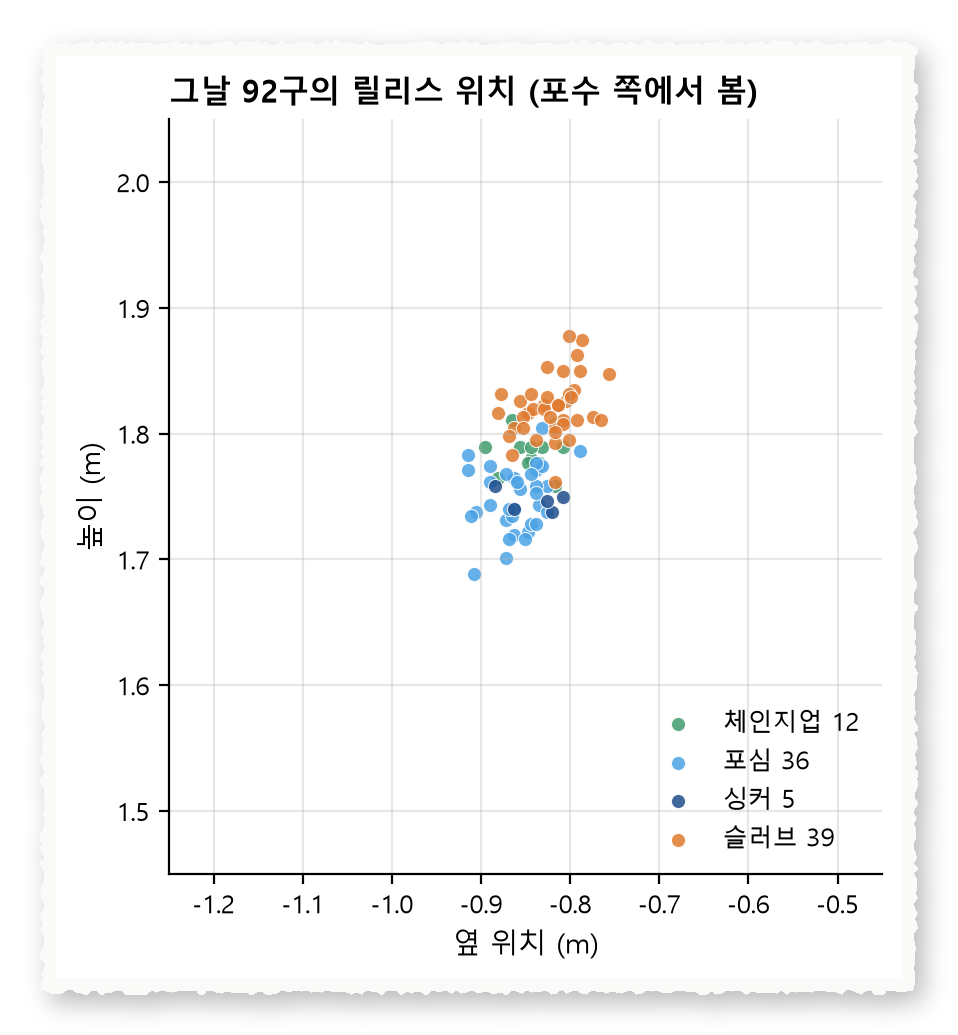 그날 92구의 릴리스 위치 (포수 쪽에서 봄)
높이 (m)
2.0
1.9
1.8
1.7
1.6
1.5
체인지업 12
포심 36
싱커 5
슬러브 39
-1.2 -1.1 -1.0 -0.9 -0.8 -0.7 -0.6 -0.5
옆 위치 (m)